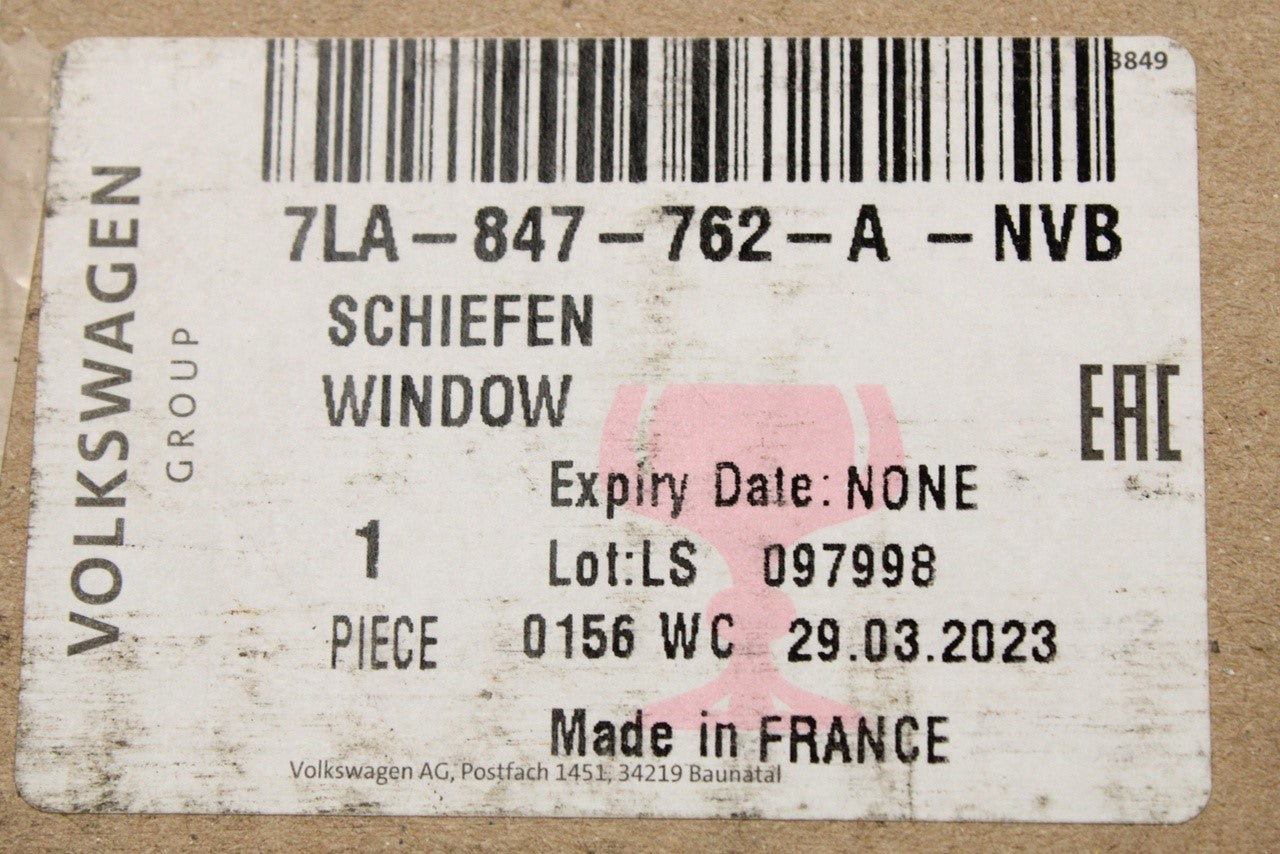 3849
VOLKSWAGEN
GROUP
7LA-847-762-A -NVB
SCHIEFEN
WINDOW
EAC
Expiry Date: NONE
1
Lot:LS 097998
PIECE 0156 WC 29.03.2023
Made in FRANCE
Volkswagen AG, Postfach 1451, 34219 Baunatal